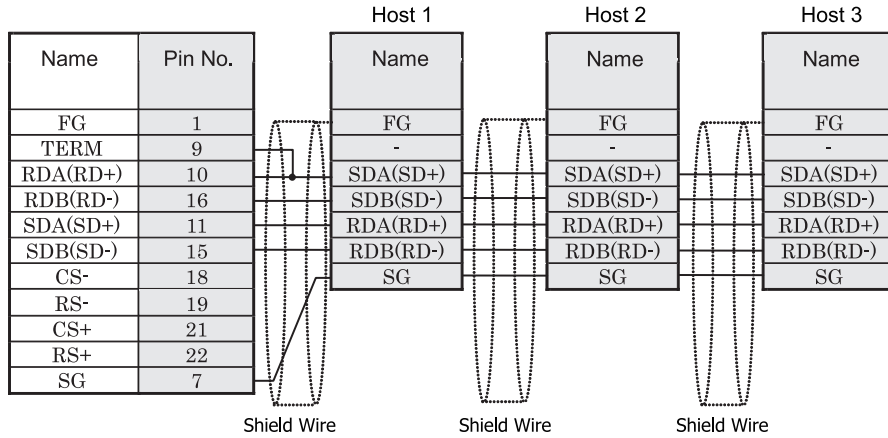 Host 1 Host 2 Host 3
Name Pin No. Name Name Name
FG 1 FG FG FG
TERM 9 - - -
RDA(RD+) 10 SDA(SD+) SDA(SD+) SDA(SD+)
RDB(RD-) 16 SDB(SD-) SDB(SD-) SDB(SD-)
SDA(SD+) 11 RDA(RD+) RDA(RD+) RDA(RD+)
SDB(SD-) 15 RDB(RD-) RDB(RD-) RDB(RD-)
CS- 18 SG SG SG
RS- 19
CS+ 21
RS+ 22
SG 7
Shield Wire Shield Wire Shield Wire